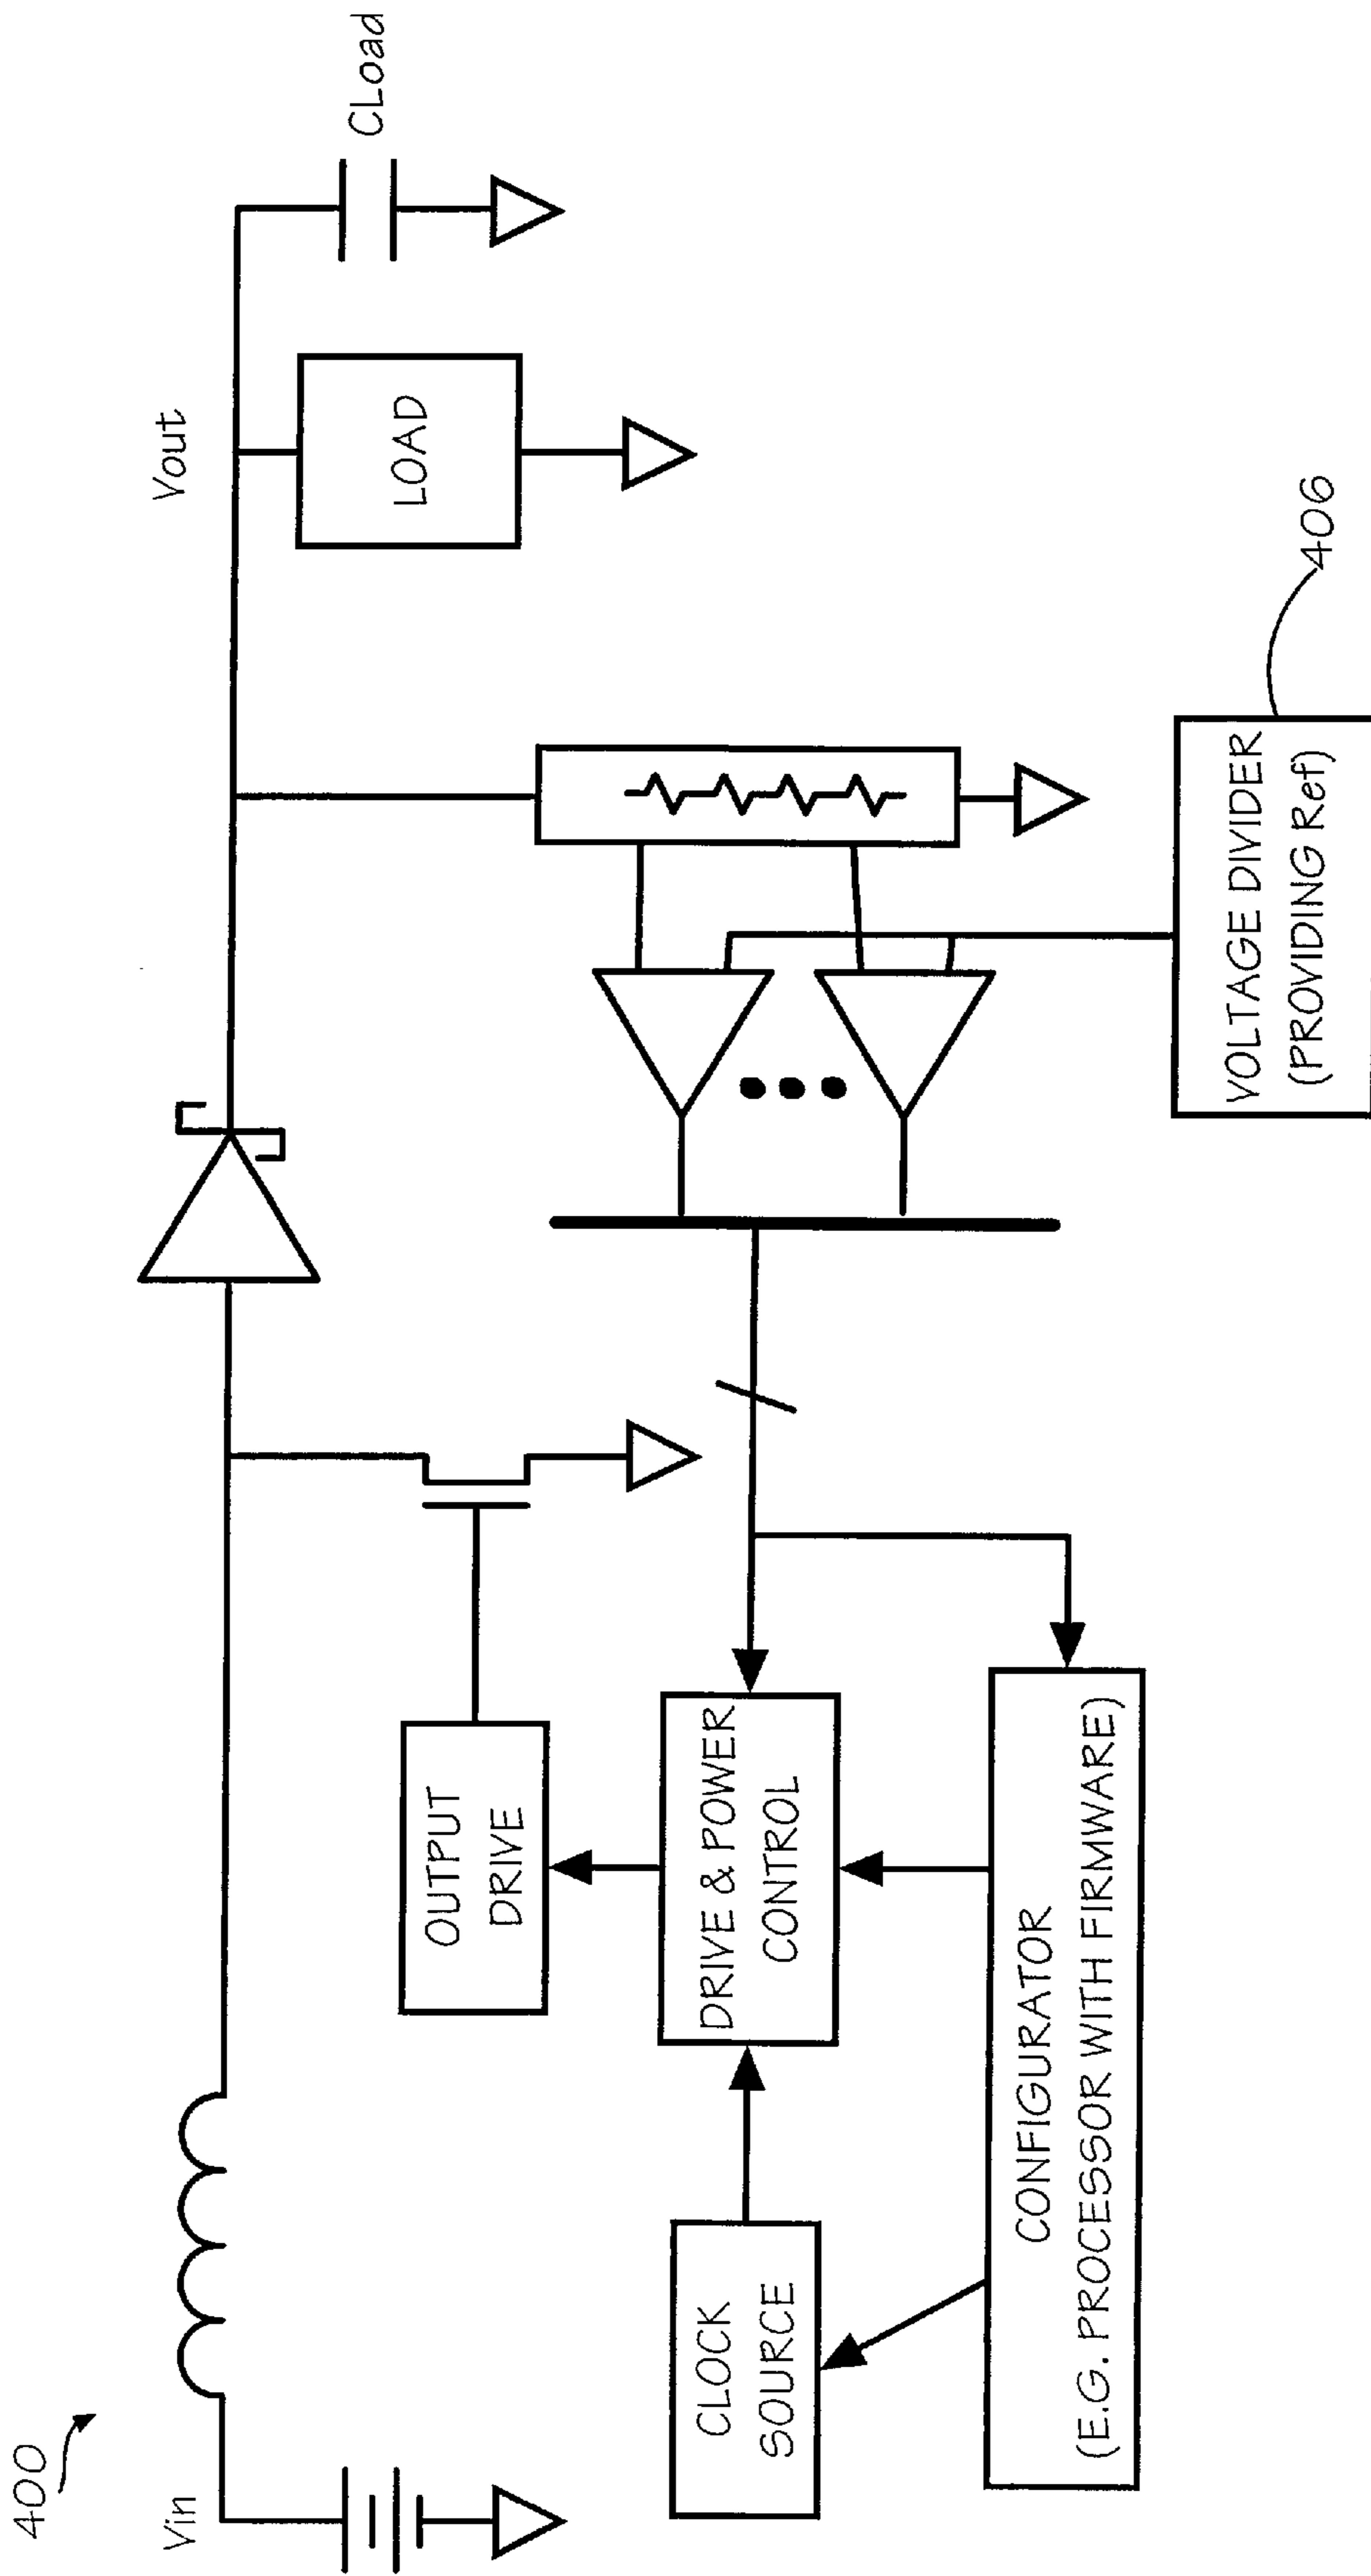 400
Vin
Vout
CLoad
LOAD
OUTPUT
DRIVE
DRIVE & POWER
CONTROL
CLOCK
SOURCE
CONFIGURATOR
(E.G. PROCESSOR WITH FIRMWARE)
VOLTAGE DIVIDER
(PROVIDING Ref)
406